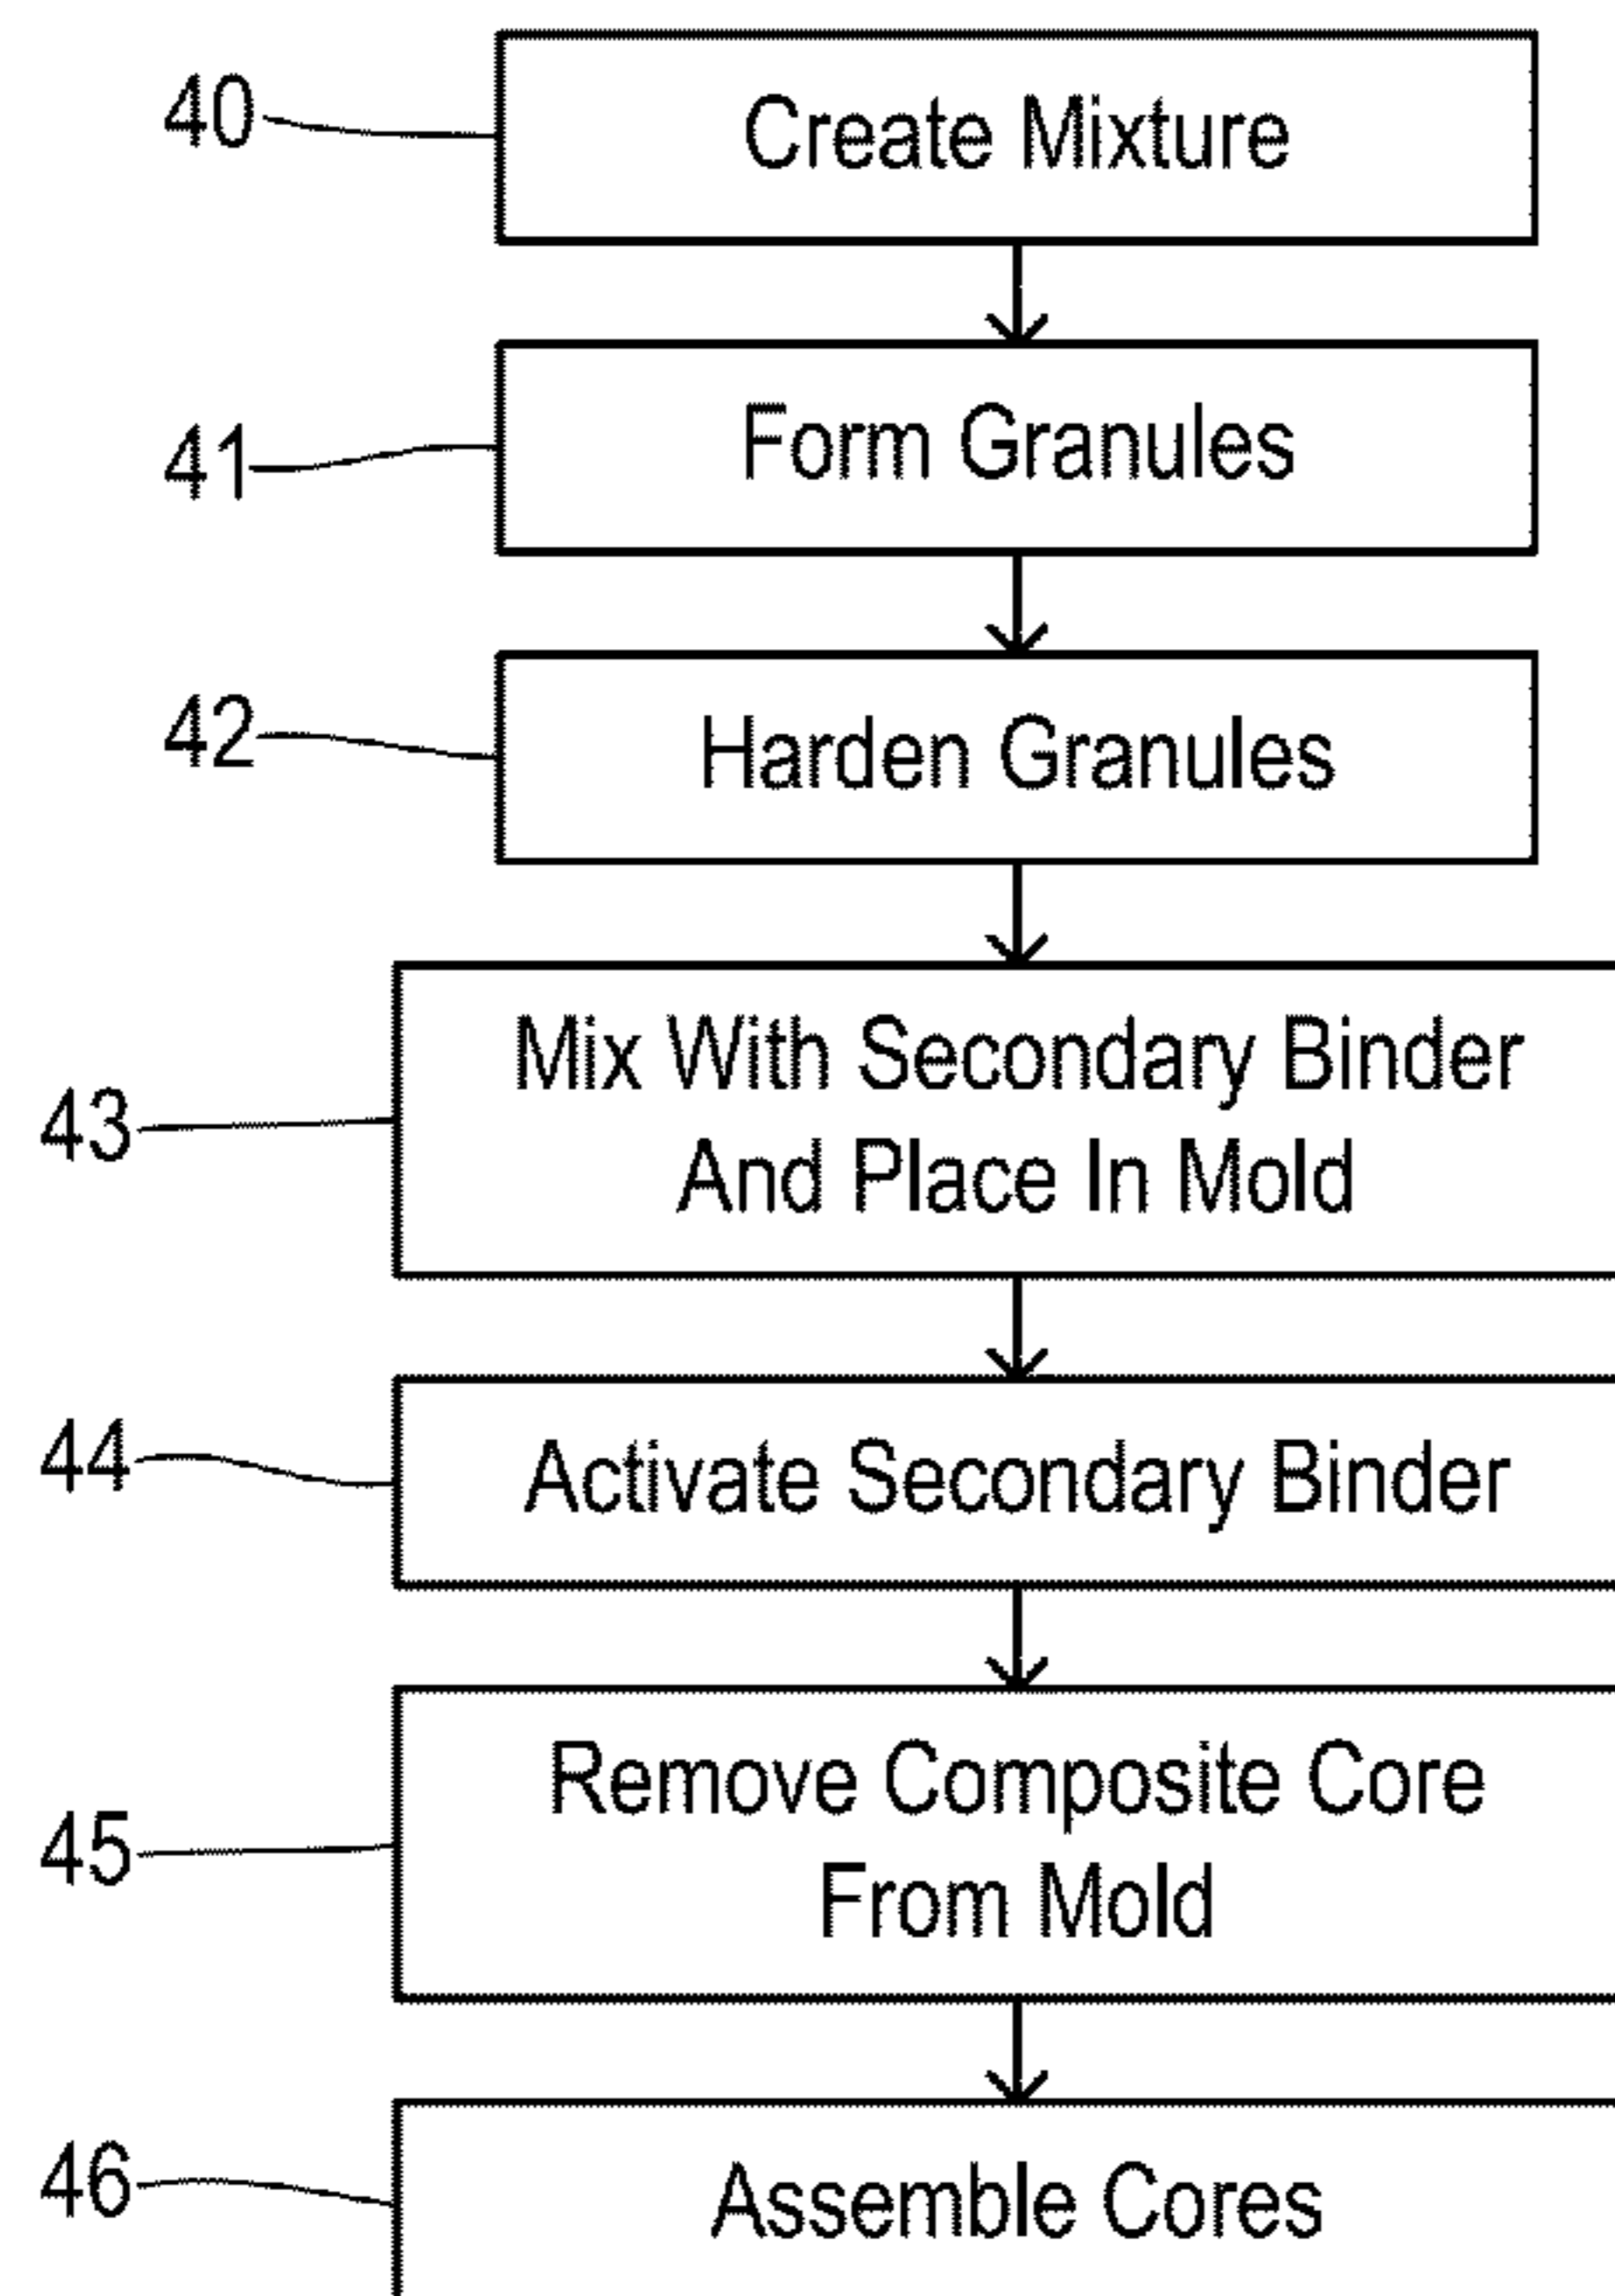 40
Create Mixture
41
Form Granules
42
Harden Granules
43
Mix With Secondary Binder
And Place In Mold
44
Activate Secondary Binder
45
Remove Composite Core
From Mold
46
Assemble Cores